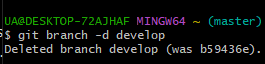 UA@DESKTOP-72AJHAF MINGW64 ~ (master)
$ git branch -d develop
Deleted branch develop (was b59436e).